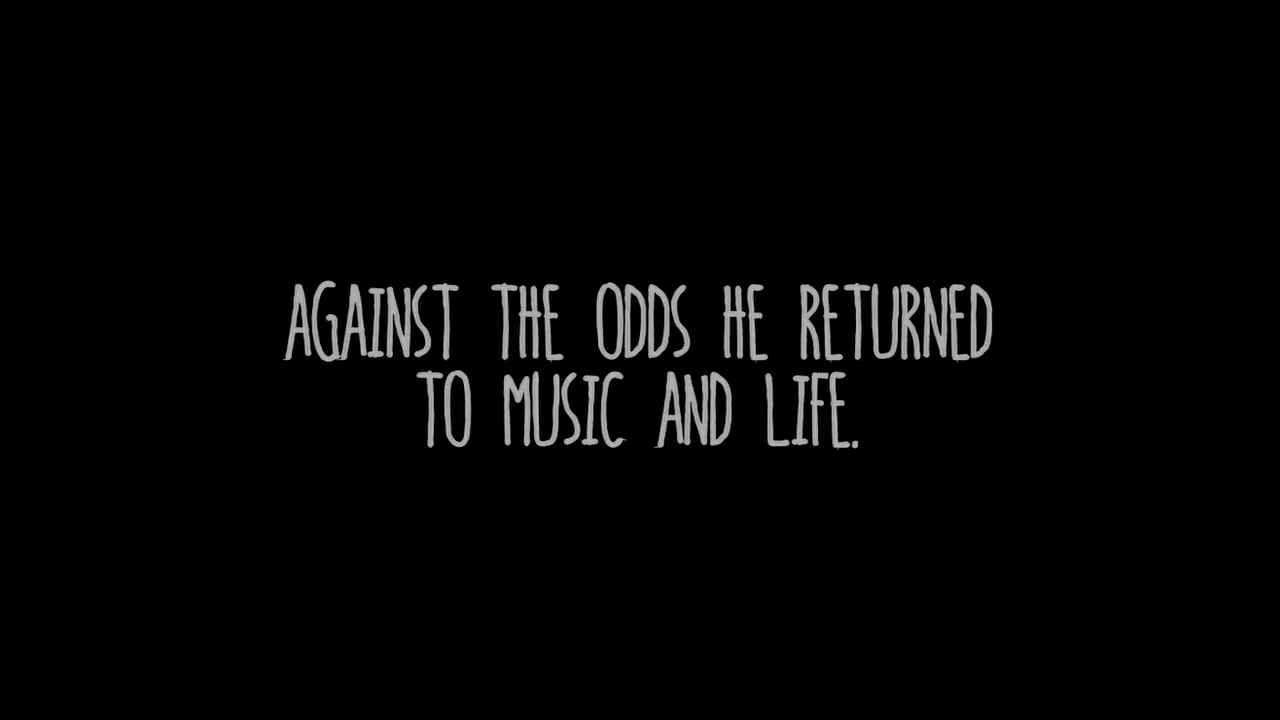 AGAINST THE ODDS HE RETURNED
TO MUSIC AND LIFE.